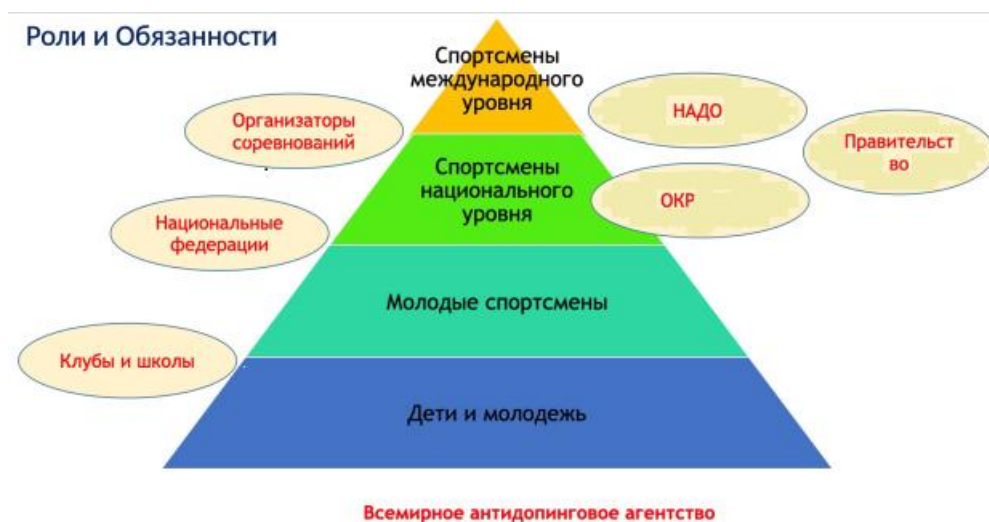 Роли и Обязанности
Спортсмены
международного
уровня
Организаторы
соревнований
НАДО
Правительст
во
Спортсмены
национального
уровня
ОКР
Национальные
федерации
Молодые спортсмены
Клубы и школы
Дети и молодежь
Всемирное антидопинговое агентство